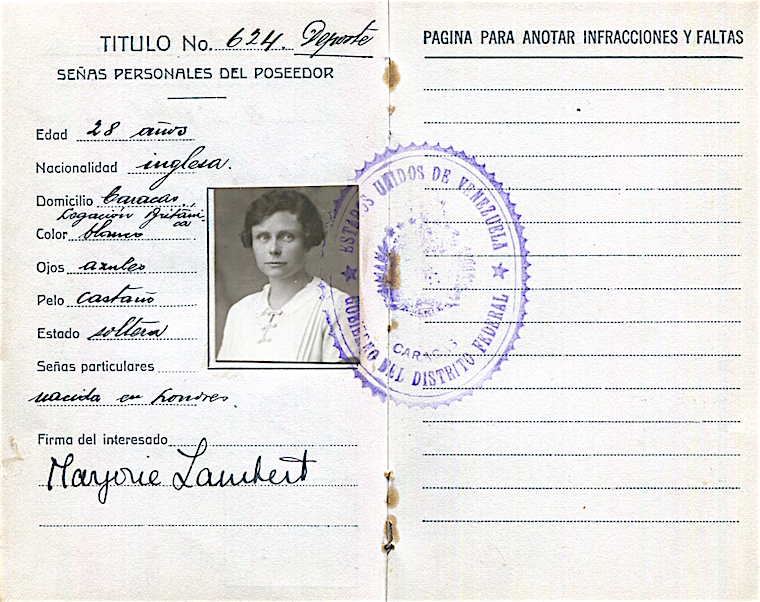 TITULO No. 624. Deporte
SEÑAS PERSONALES DEL POSEEDOR
Edad 28 años
Nacionalidad inglesa.
Domicilio Caracas.,
Legación Británica
Color blanco
Ojos azules
Pelo castaño
Estado soltera
Señas particulares
nacida en Londres.
Firma del interesado
Marjorie Lambert
PAGINA PARA ANOTAR INFRACCIONES Y FALTAS
ESTADOS UNIDOS DE VENEZUELA
CARACAS
GOBIERNO DEL DISTRITO FEDERAL